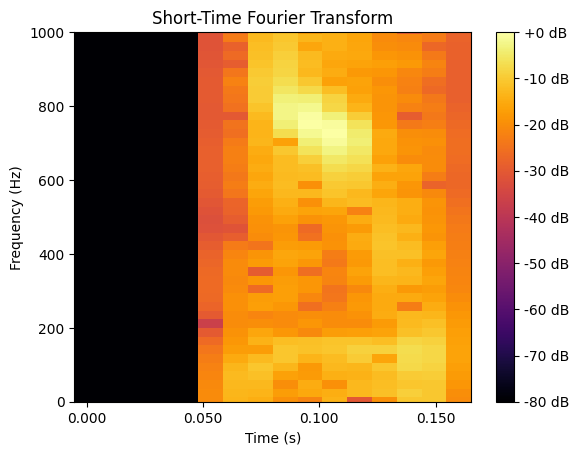 Short-Time Fourier Transform
1000
800
600
400
200
0
Frequency (Hz)
0.000
0.050
0.100
0.150
Time (s)
+0 dB
-10 dB
-20 dB
-30 dB
-40 dB
-50 dB
-60 dB
-70 dB
-80 dB